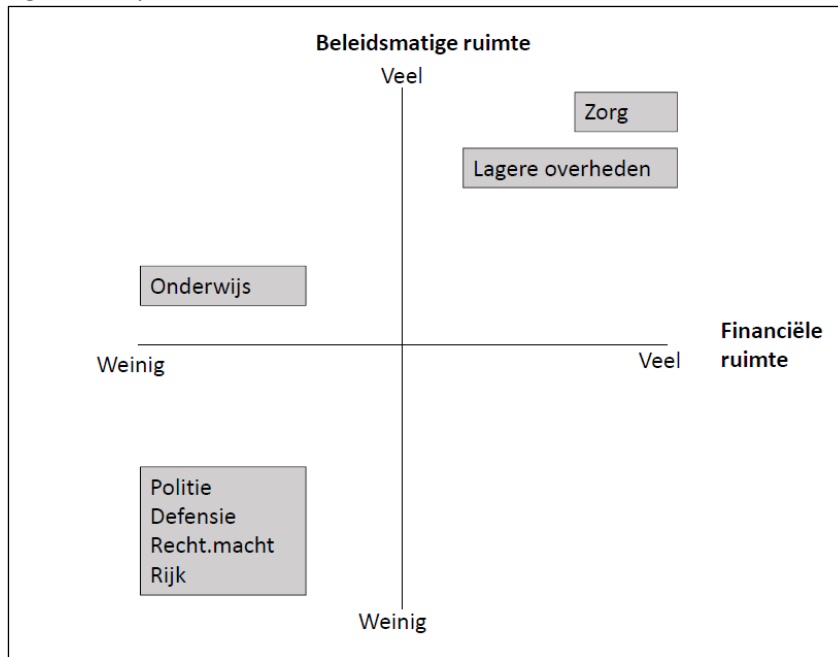 Beleidsmatige ruimte
Veel
Zorg
Lagere overheden
Onderwijs
Weinig
Veel
Financiële
ruimte
Politie
Defensie
Recht.macht
Rijk
Weinig